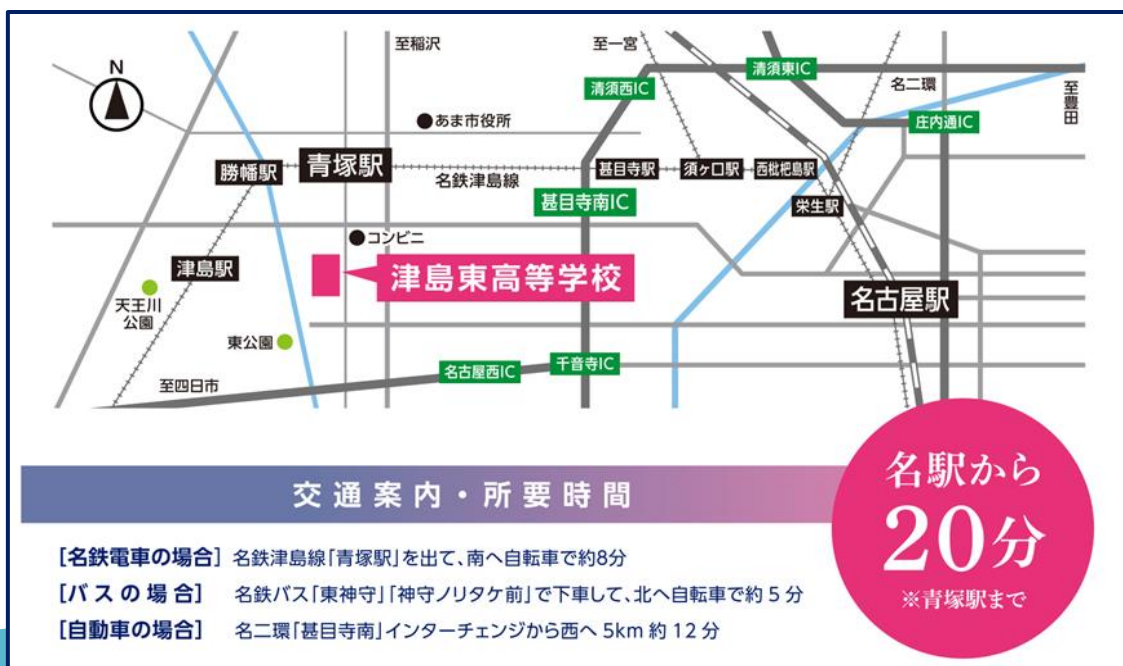 N
至稲沢
至一宮
清須東IC
清須西IC
名二環
至豊田
庄内通IC
あま市役所
勝幡駅
青塚駅
名鉄津島線
甚目寺駅
須ヶ口駅
西枇杷島駅
甚目寺南IC
栄生駅
コンビニ
津島駅
津島東高等学校
名古屋駅
天王川
公園
東公園
千音寺IC
名古屋西IC
至四日市
名駅から
20分
※青塚駅まで
交通案内・所要時間
[名鉄電車の場合] 名鉄津島線「青塚駅」を出て、南へ自転車で約8分
[バスの場合] 名鉄バス「東神守」「神守ノリタケ前」で下車して、北へ自転車で約5分
[自動車の場合] 名二環「甚目寺南」インターチェンジから西へ5km 約12分